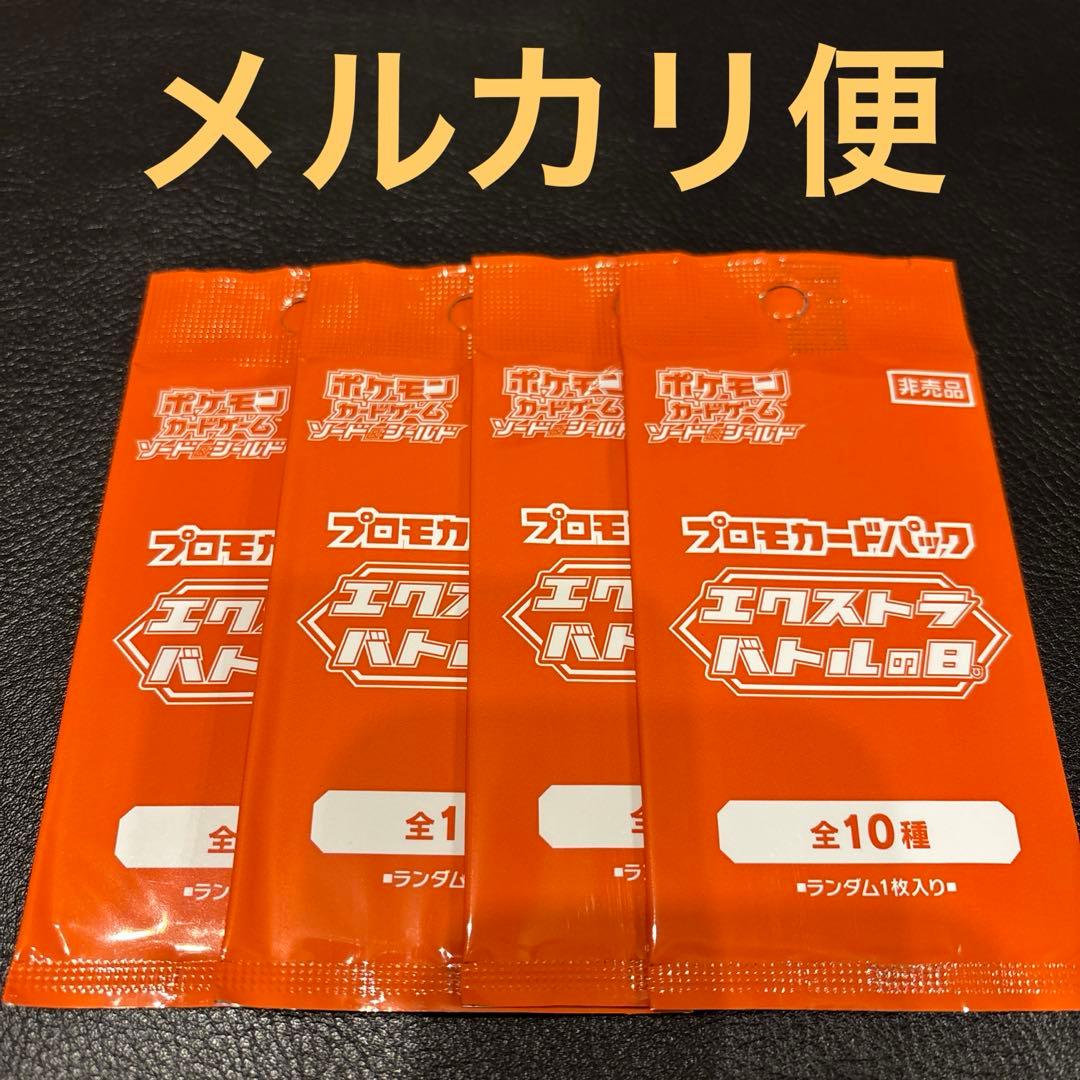 メルカリ便
ポケモン
カードゲーム
ソード&シールド
プロモカ
エク
バト
全
■ラン
ポケモン
カードゲーム
ソード&シールド
プロモカ
エクス
バトル
全1
■ランダム
ポケモン
カードゲーム
ソード&シールド
プロモ
エク
バト
■ラ
ポケモン
カードゲーム
ソード&シールド
非売品
プロモカードパック
エクストラ
バトルの日
全10種
■ランダム1枚入り■